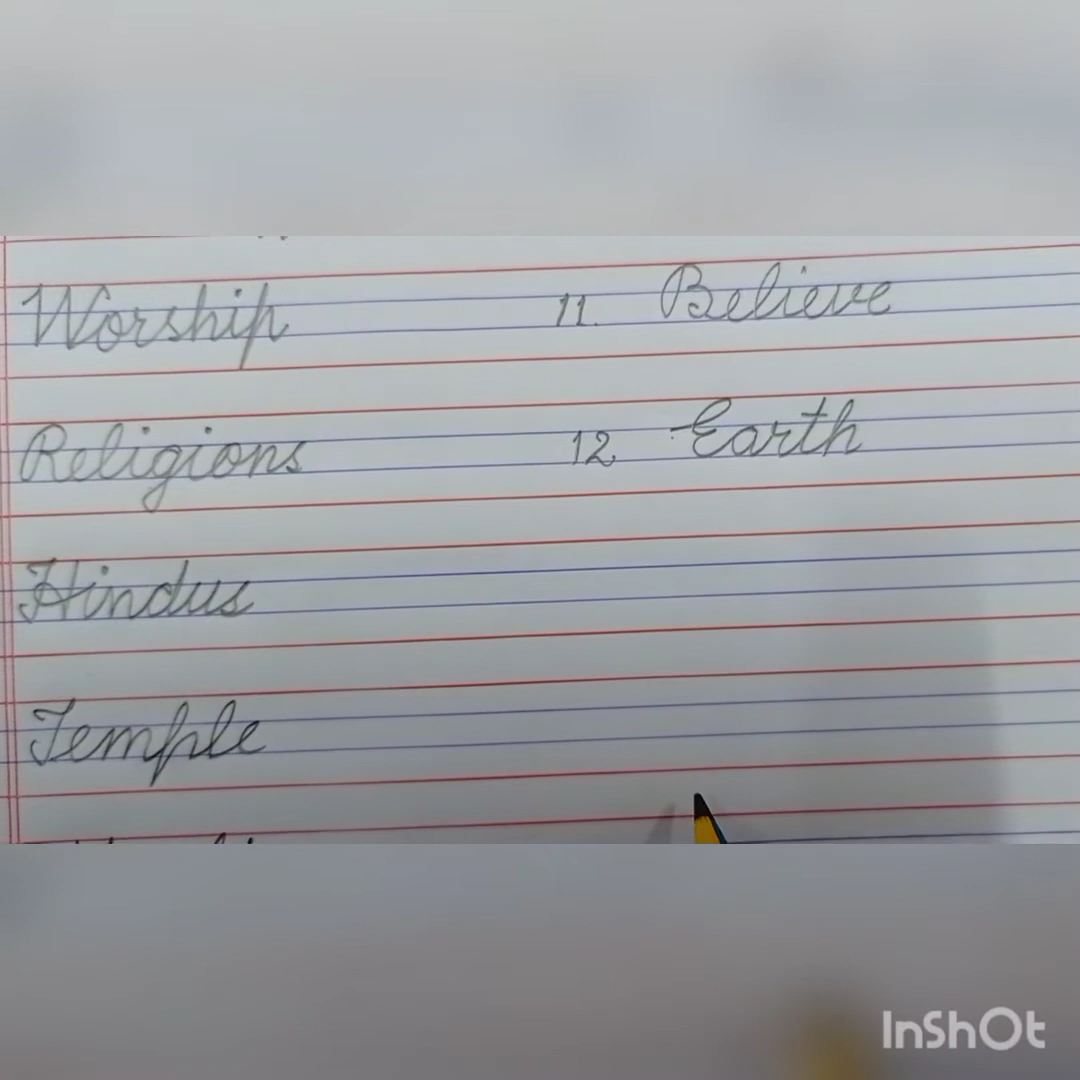 Worship 11. Believe
Religions 12. Earth
Hindus
Temple
InShOt